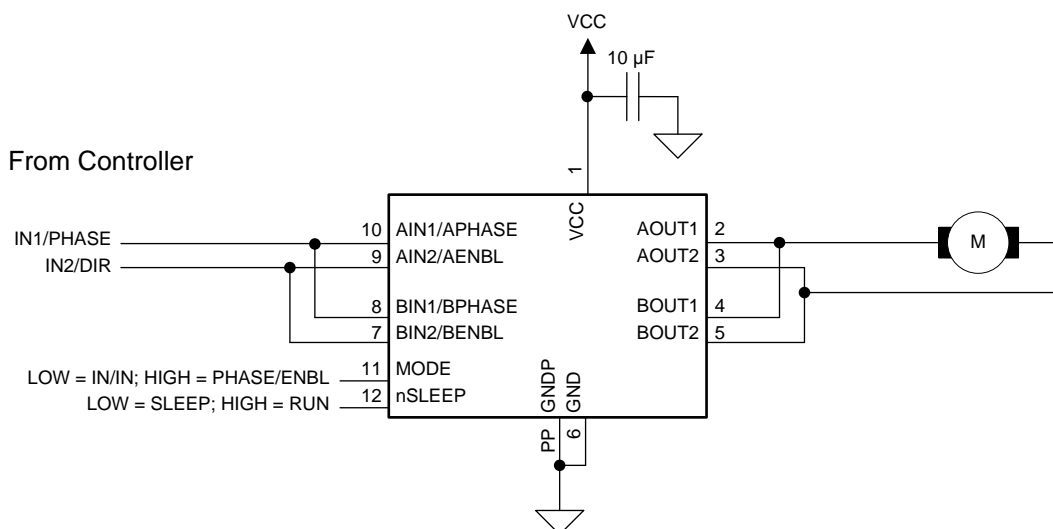 VCC
10 µF
From Controller
1
VCC
IN1/PHASE
10
AIN1/APHASE
AOUT1
2
M
IN2/DIR
9
AIN2/AENBL
AOUT2
3
8
BIN1/BPHASE
BOUT1
4
7
BIN2/BENBL
BOUT2
5
LOW = IN/IN; HIGH = PHASE/ENBL
11
MODE
LOW = SLEEP; HIGH = RUN
12
nSLEEP
GNDP
GND
PP
6